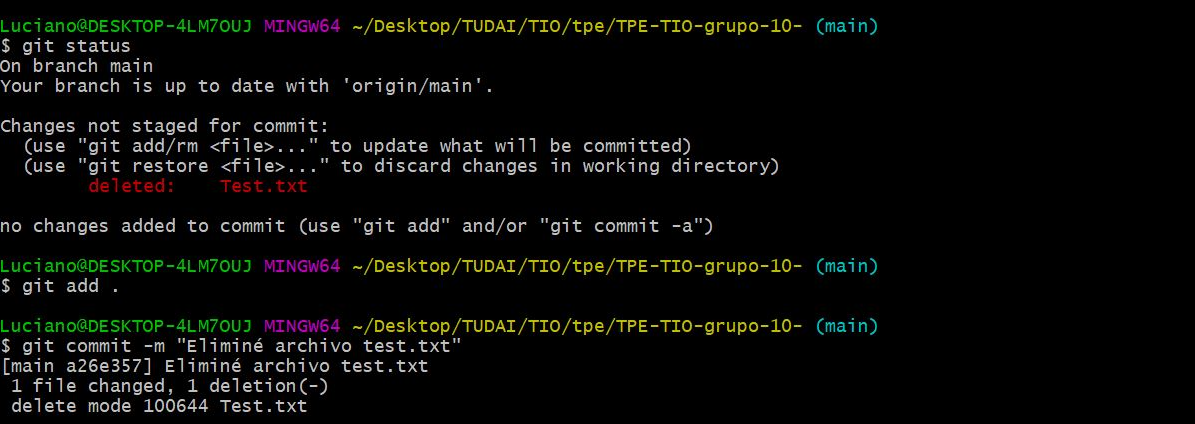 Luciano@DESKTOP-4LM7OUJ MINGW64 ~/Desktop/TUDAI/TIO/tpe/TPE-TIO-grupo-10- (main)
$ git status
On branch main
Your branch is up to date with 'origin/main'.
Changes not staged for commit:
  (use "git add/rm <file>..." to update what will be committed)
  (use "git restore <file>..." to discard changes in working directory)
        deleted:    Test.txt
no changes added to commit (use "git add" and/or "git commit -a")
Luciano@DESKTOP-4LM7OUJ MINGW64 ~/Desktop/TUDAI/TIO/tpe/TPE-TIO-grupo-10- (main)
$ git add .
Luciano@DESKTOP-4LM7OUJ MINGW64 ~/Desktop/TUDAI/TIO/tpe/TPE-TIO-grupo-10- (main)
$ git commit -m "Eliminé archivo test.txt"
[main a26e357] Eliminé archivo test.txt
 1 file changed, 1 deletion(-)
 delete mode 100644 Test.txt